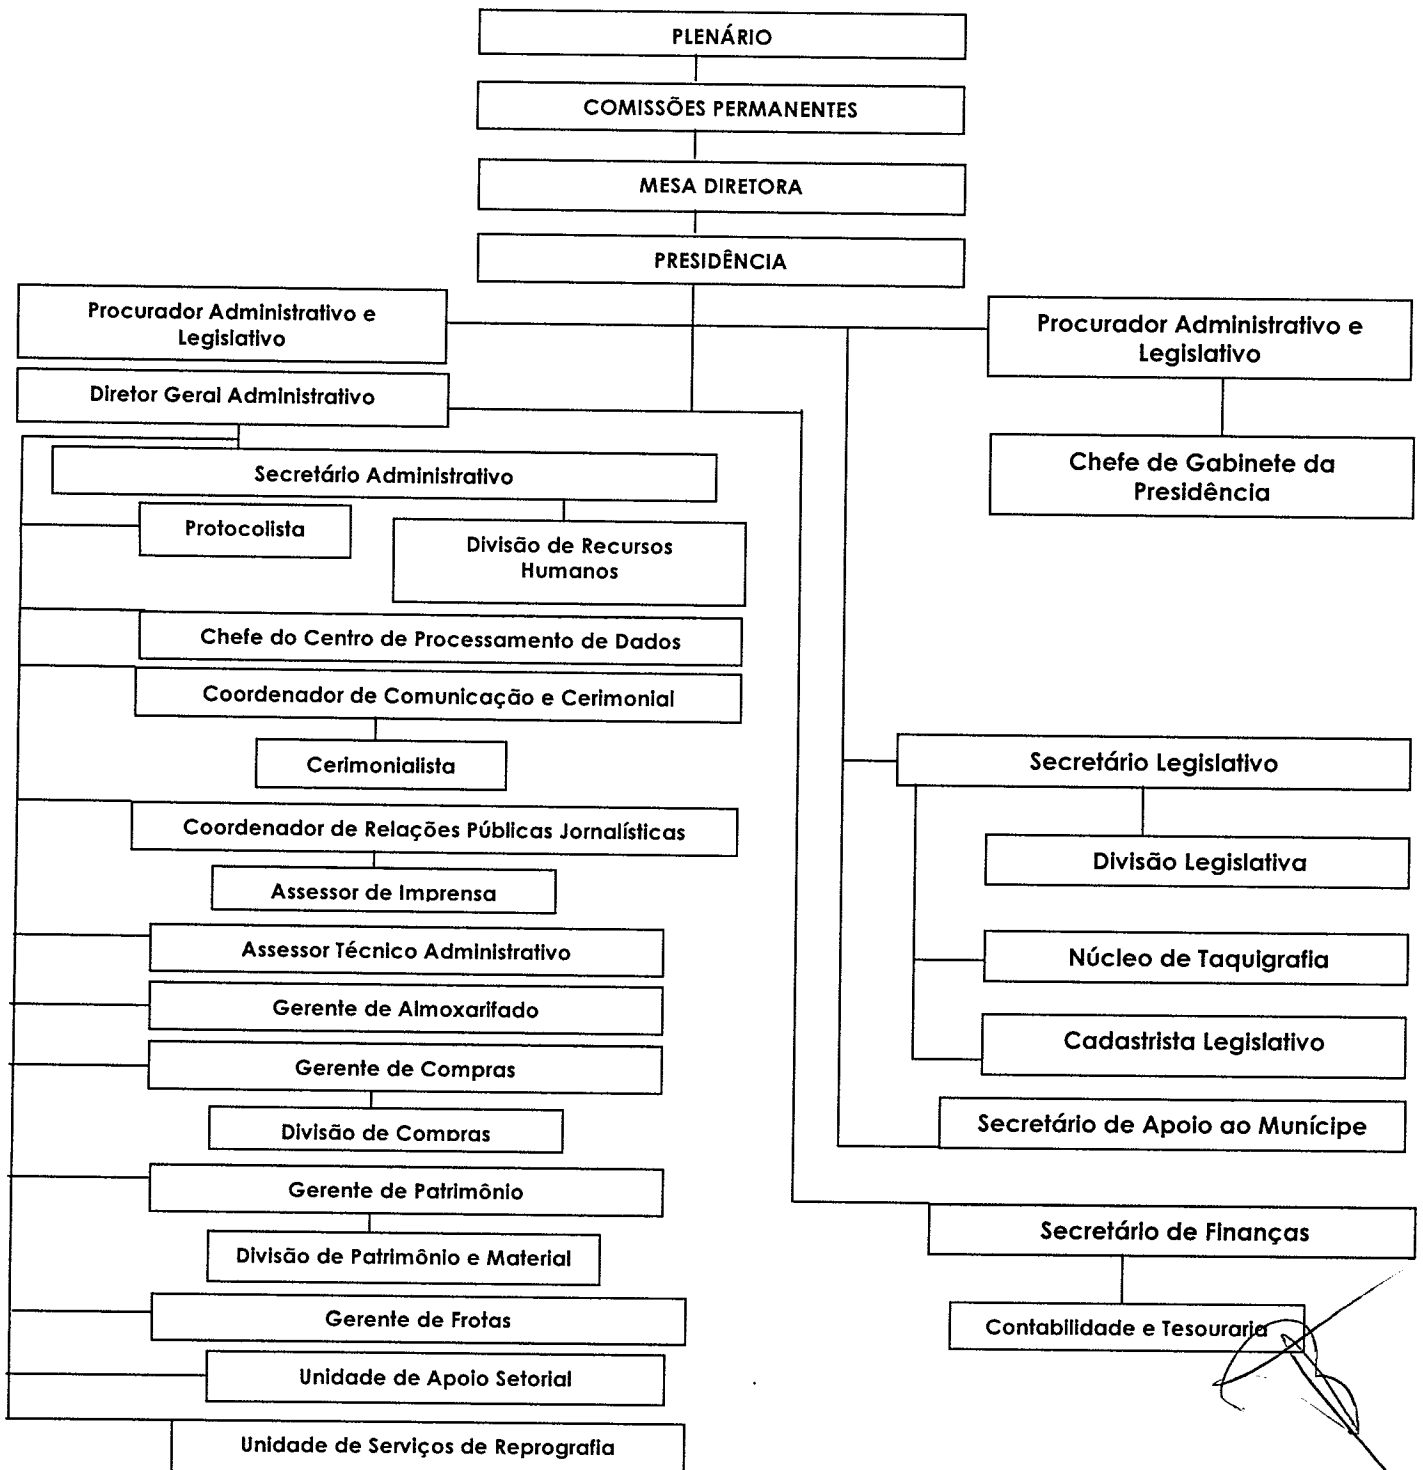 PLENÁRIO
COMISSÕES PERMANENTES
MESA DIRETORA
PRESIDÊNCIA
Procurador Administrativo e
Legislativo
Diretor Geral Administrativo
Secretário Administrativo
Protocolista
Divisão de Recursos
Humanos
Chefe do Centro de Processamento de Dados
Coordenador de Comunicação e Cerimonial
Cerimonialista
Coordenador de Relações Públicas Jornalísticas
Assessor de Imprensa
Assessor Técnico Administrativo
Gerente de Almoxarifado
Gerente de Compras
Divisão de Compras
Gerente de Patrimônio
Divisão de Patrimônio e Material
Gerente de Frotas
Unidade de Apoio Setorial
Unidade de Serviços de Reprografia
Procurador Administrativo e
Legislativo
Chefe de Gabinete da
Presidência
Secretário Legislativo
Divisão Legislativa
Núcleo de Taquigrafia
Cadastrista Legislativo
Secretário de Apoio ao Munícipe
Secretário de Finanças
Contabilidade e Tesouraria